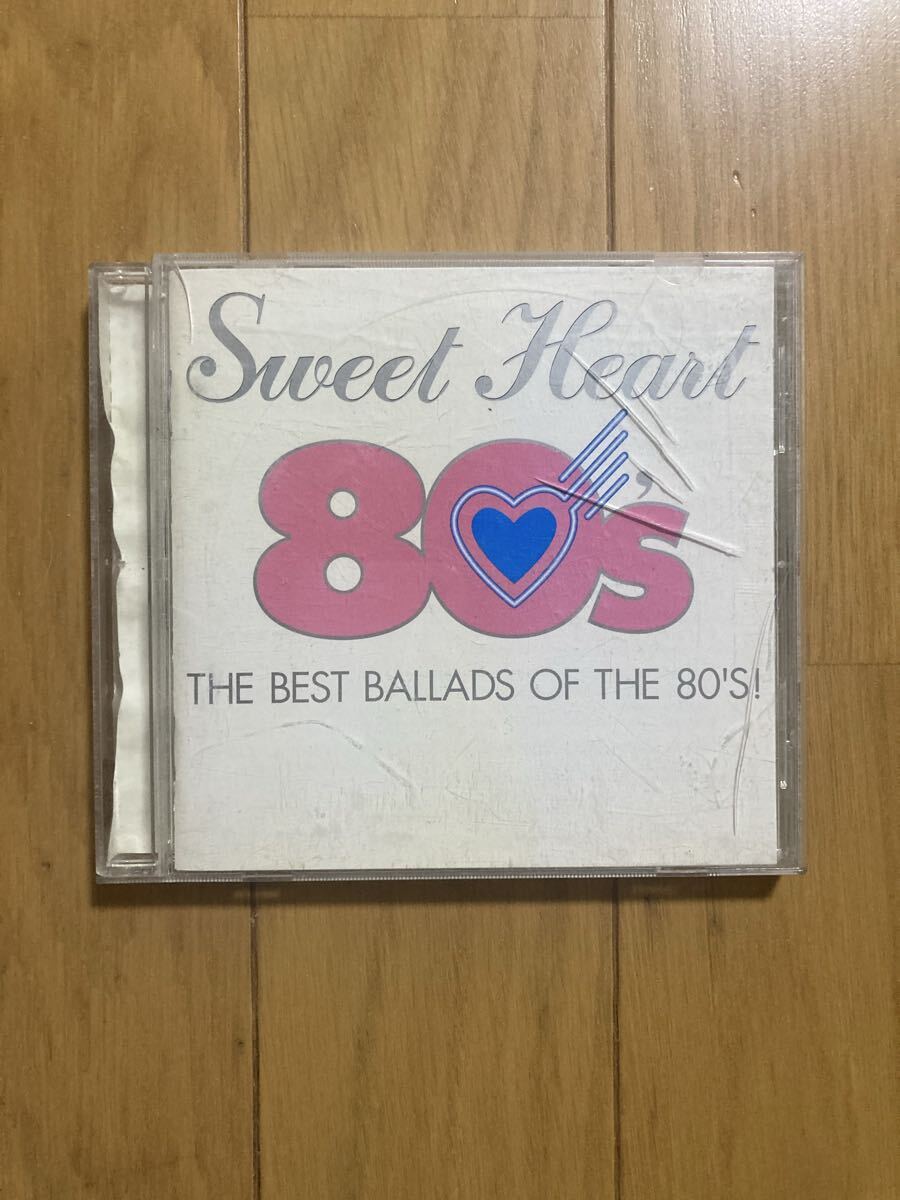 Sweet Heart
80's
THE BEST BALLADS OF THE 80'S!